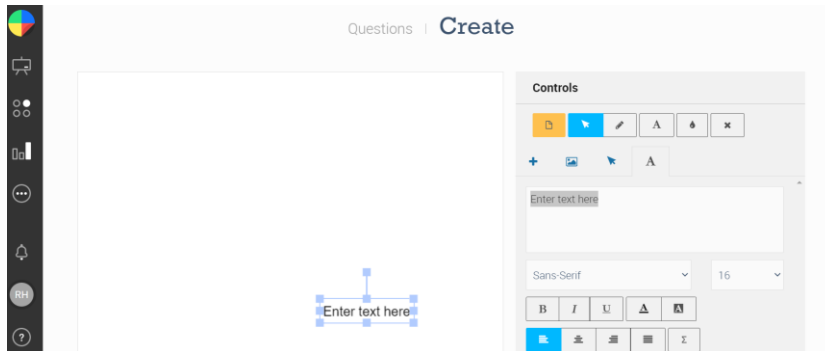 Questions | Create
Controls
A
A
Enter text here
Sans-Serif 16
B I U A A
Σ
Enter text here
RH
?